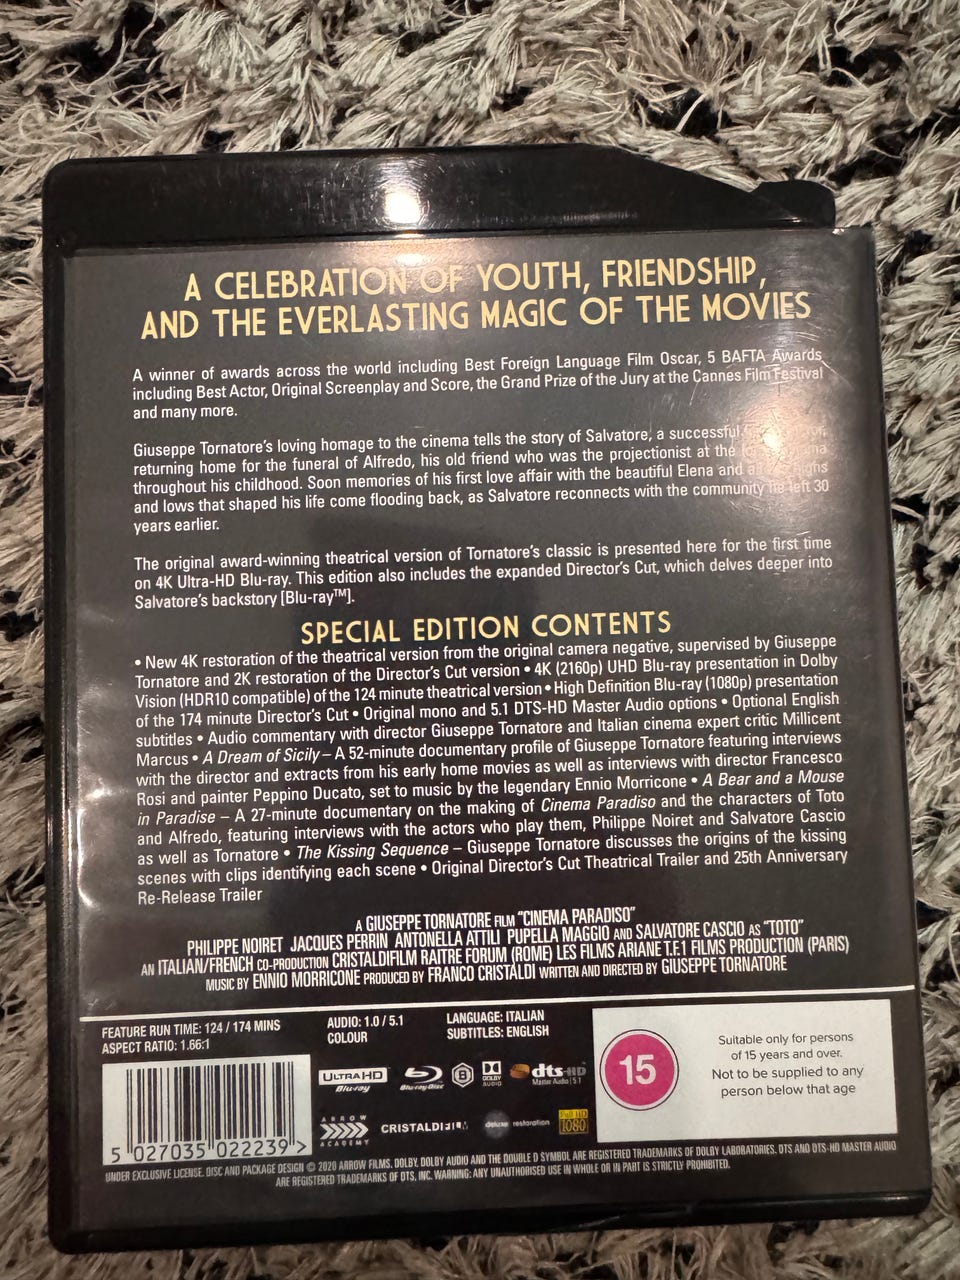 A CELEBRATION OF YOUTH, FRIENDSHIP,
AND THE EVERLASTING MAGIC OF THE MOVIES
A winner of awards across the world including Best Foreign Language Film Oscar, 5 BAFTA Awards
including Best Actor, Original Screenplay and Score, the Grand Prize of the Jury at the Cannes Film Festival
and many more.
Giuseppe Tornatore's loving homage to the cinema tells the story of Salvatore, a successful
returning home for the funeral of Alfredo, his old friend who was the projectionist at the
throughout his childhood. Soon memories of his first love affair with the beautiful Elena and all the highs
and lows that shaped his life come flooding back, as Salvatore reconnects with the community he left 30
years earlier.
The original award-winning theatrical version of Tornatore's classic is presented here for the first time
on 4K Ultra-HD Blu-ray. This edition also includes the expanded Director's Cut, which delves deeper into
Salvatore's backstory [Blu-ray™].
SPECIAL EDITION CONTENTS
• New 4K restoration of the theatrical version from the original camera negative, supervised by Giuseppe
Tornatore and 2K restoration of the Director's Cut version • 4K (2160p) UHD Blu-ray presentation in Dolby
Vision (HDR10 compatible) of the 124 minute theatrical version • High Definition Blu-ray (1080p) presentation
of the 174 minute Director's Cut • Original mono and 5.1 DTS-HD Master Audio options • Optional English
subtitles • Audio commentary with director Giuseppe Tornatore and Italian cinema expert critic Millicent
Marcus • A Dream of Sicily – A 52-minute documentary profile of Giuseppe Tornatore featuring interviews
with the director and extracts from his early home movies as well as interviews with director Francesco
Rosi and painter Peppino Ducato, set to music by the legendary Ennio Morricone • A Bear and a Mouse
in Paradise – A 27-minute documentary on the making of Cinema Paradiso and the characters of Toto
and Alfredo, featuring interviews with the actors who play them, Philippe Noiret and Salvatore Cascio
as well as Tornatore • The Kissing Sequence – Giuseppe Tornatore discusses the origins of the kissing
scenes with clips identifying each scene • Original Director's Cut Theatrical Trailer and 25th Anniversary
Re-Release Trailer
A GIUSEPPE TORNATORE FILM "CINEMA PARADISO"
PHILIPPE NOIRET JACQUES PERRIN ANTONELLA ATTILI PUPELLA MAGGIO AND SALVATORE CASCIO AS "TOTO"
AN ITALIAN/FRENCH CO-PRODUCTION CRISTALDIFILM RAITRE FORUM (ROME) LES FILMS ARIANE T.F.1 FILMS PRODUCTION (PARIS)
MUSIC BY ENNIO MORRICONE PRODUCED BY FRANCO CRISTALDI WRITTEN AND DIRECTED BY GIUSEPPE TORNATORE
FEATURE RUN TIME: 124 / 174 MINS
ASPECT RATIO: 1.66:1
AUDIO: 1.0 / 5.1
COLOUR
LANGUAGE: ITALIAN
SUBTITLES: ENGLISH
15
Suitable only for persons
of 15 years and over.
Not to be supplied to any
person below that age
ULTRA HD
Blu-ray
Blu-ray Disc
B
DOLBY
AUDIO
dts-HD
Master Audio | 5.1
ARROW
ACADEMY
CRISTALDIFILM
deluxe restoration
Full HD
1080
5 027035 022239 >
UNDER EXCLUSIVE LICENSE. DISC AND PACKAGE DESIGN © 2020 ARROW FILMS. DOLBY, DOLBY AUDIO AND THE DOUBLE D SYMBOL ARE REGISTERED TRADEMARKS OF DOLBY LABORATORIES. DTS AND DTS-HD MASTER AUDIO
ARE REGISTERED TRADEMARKS OF DTS, INC. WARNING: ANY UNAUTHORISED USE IN WHOLE OR IN PART IS STRICTLY PROHIBITED.